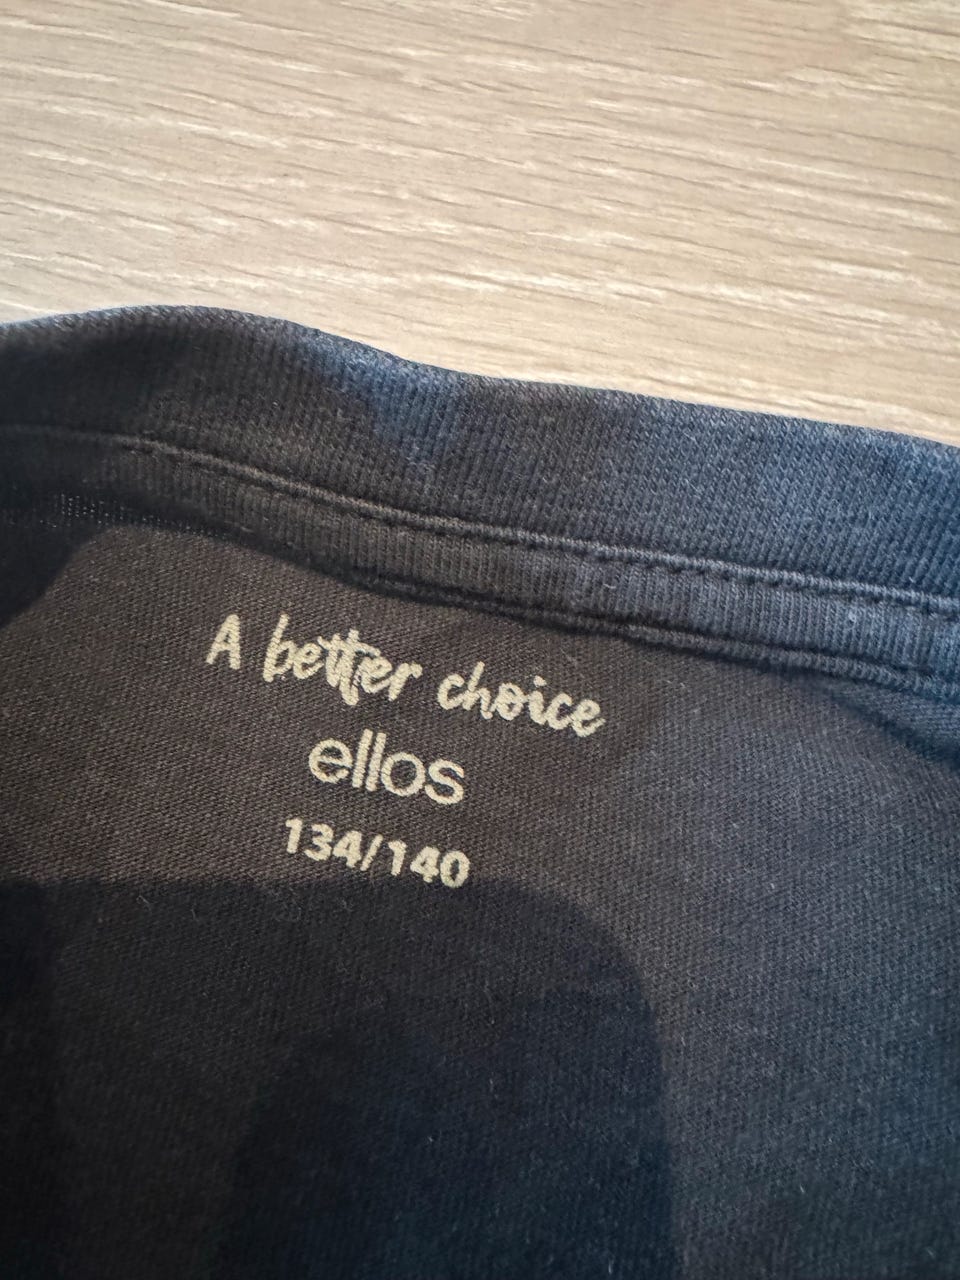 A better choice
ellos
134/140